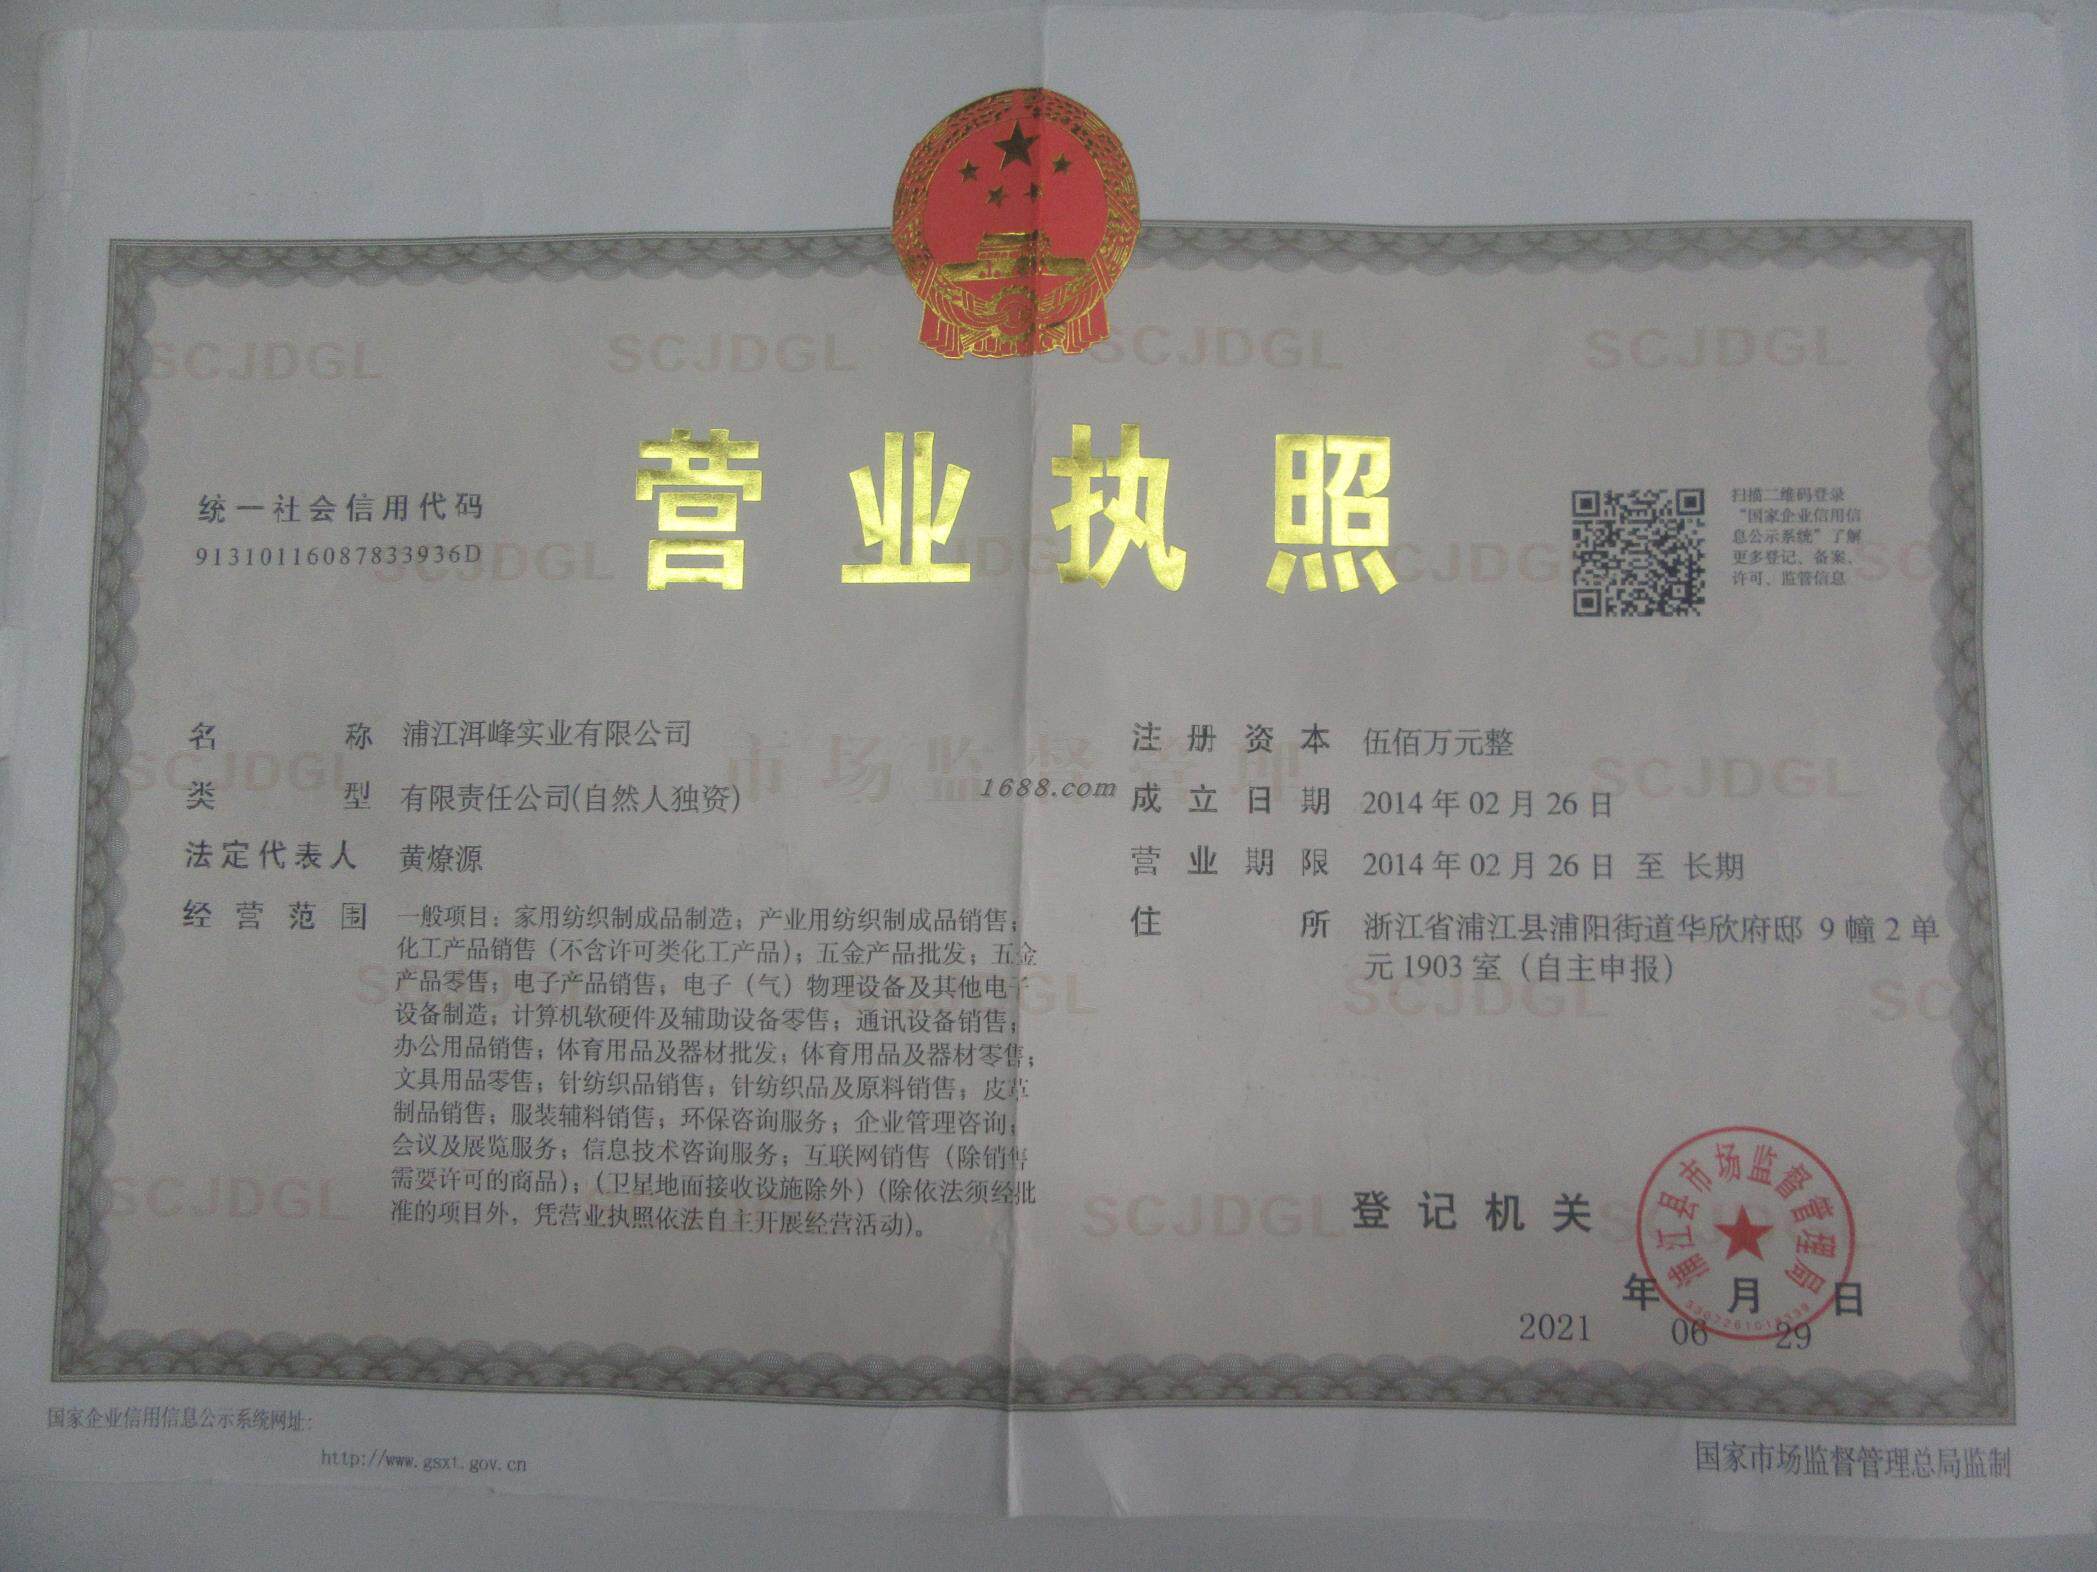 营业执照
统一社会信用代码
91310116087833936D
扫描二维码登录
“国家企业信用信
息公示系统”了解
更多登记、备案、
许可、监管信息
名称 浦江洱峰实业有限公司
类型 有限责任公司(自然人独资)
法定代表人 黄燎源
经营范围 一般项目：家用纺织制成品制造；产业用纺织制成品销售；
化工产品销售（不含许可类化工产品）；五金产品批发；五金
产品零售；电子产品销售；电子（气）物理设备及其他电子
设备制造；计算机软硬件及辅助设备零售；通讯设备销售；
办公用品销售；体育用品及器材批发；体育用品及器材零售；
文具用品零售；针纺织品销售；针纺织品及原料销售；皮革
制品销售；服装辅料销售；环保咨询服务；企业管理咨询；
会议及展览服务；信息技术咨询服务；互联网销售（除销售
需要许可的商品）；（卫星地面接收设施除外）(除依法须经批
准的项目外，凭营业执照依法自主开展经营活动)。
注册资本 伍佰万元整
成立日期 2014年02月26日
营业期限 2014年02月26日 至 长期
住所 浙江省浦江县浦阳街道华欣府邸9幢2单
元1903室（自主申报）
市场监督管理
1688.com
登记机关
浦江县市场监督管理局
年 月 日
2021 06 29
国家企业信用信息公示系统网址：
http://www.gsxt.gov.cn
国家市场监督管理总局监制
SCJDGL